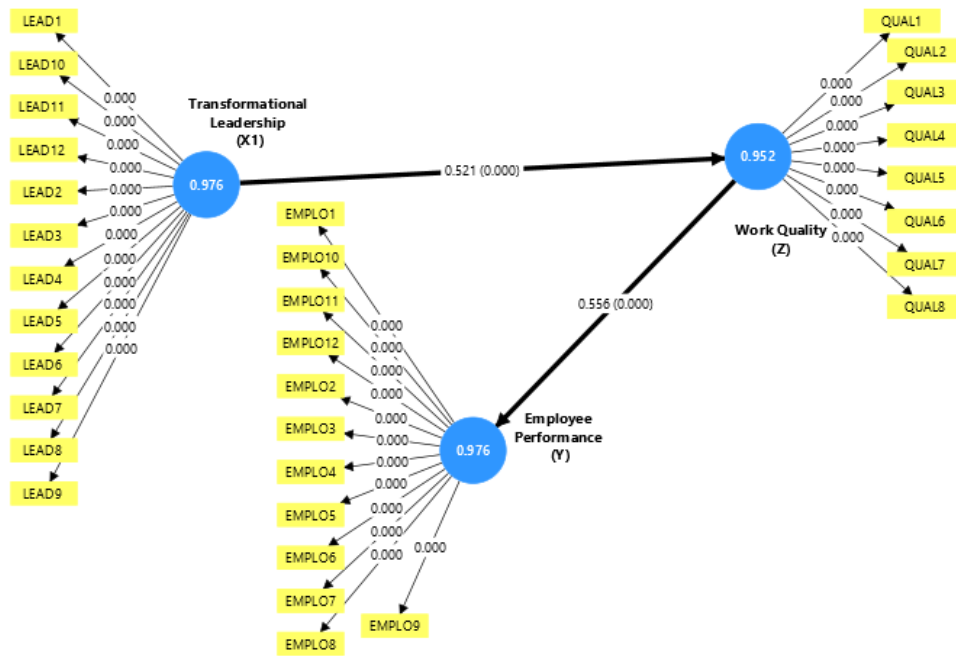 LEAD1
LEAD10
LEAD11
LEAD12
LEAD2
LEAD3
LEAD4
LEAD5
LEAD6
LEAD7
LEAD8
LEAD9
0.000
0.000
0.000
0.000
0.000
0.000
0.000
0.000
0.000
0.000
0.000
0.000
Transformational
Leadership
(X1)
0.976
0.521 (0.000)
0.952
Work Quality
(Z)
0.000
0.000
0.000
0.000
0.000
0.000
0.000
0.000
QUAL1
QUAL2
QUAL3
QUAL4
QUAL5
QUAL6
QUAL7
QUAL8
0.556 (0.000)
EMPLO1
EMPLO10
EMPLO11
EMPLO12
EMPLO2
EMPLO3
EMPLO4
EMPLO5
EMPLO6
EMPLO7
EMPLO8
EMPLO9
0.000
0.000
0.000
0.000
0.000
0.000
0.000
0.000
0.000
0.000
0.000
0.000
0.976
Employee
Performance
(Y)